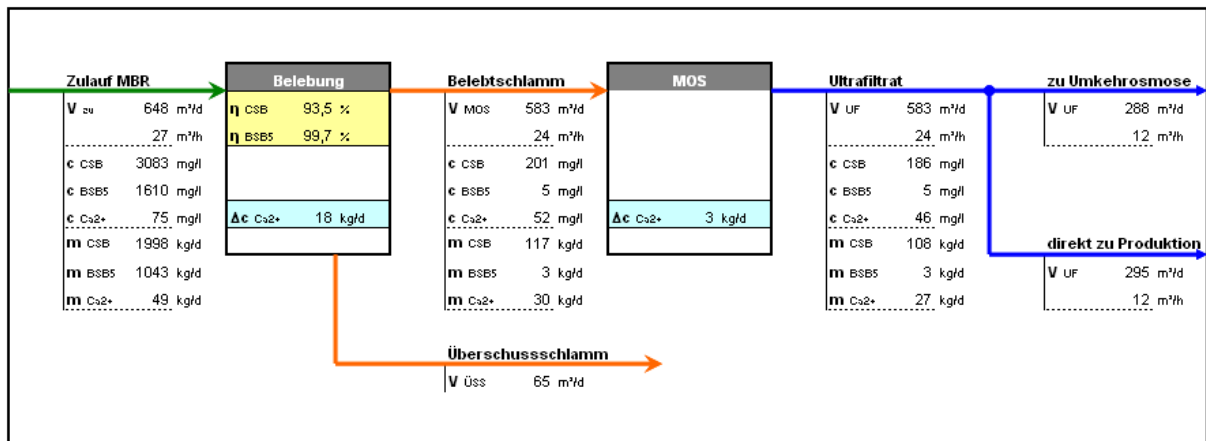 Zulauf MBR
V zu 648 m³/d
27 m³/h
c CSB 3083 mg/l
c BSB5 1610 mg/l
c Ca2+ 75 mg/l
m CSB 1998 kg/d
m BSB5 1043 kg/d
m Ca2+ 49 kg/d
Belebung
η CSB 93,5 %
η BSB5 99,7 %
Δc Ca2+ 18 kg/d
Belebtschlamm
V MOS 583 m³/d
24 m³/h
c CSB 201 mg/l
c BSB5 5 mg/l
c Ca2+ 52 mg/l
m CSB 117 kg/d
m BSB5 3 kg/d
m Ca2+ 30 kg/d
MOS
Δc Ca2+ 3 kg/d
Ultrafiltrat
V UF 583 m³/d
24 m³/h
c CSB 186 mg/l
c BSB5 5 mg/l
c Ca2+ 46 mg/l
m CSB 108 kg/d
m BSB5 3 kg/d
m Ca2+ 27 kg/d
zu Umkehrosmose
V UF 288 m³/d
12 m³/h
direkt zu Produktion
V UF 295 m³/d
12 m³/h
Überschussschlamm
V ÜSS 65 m³/d